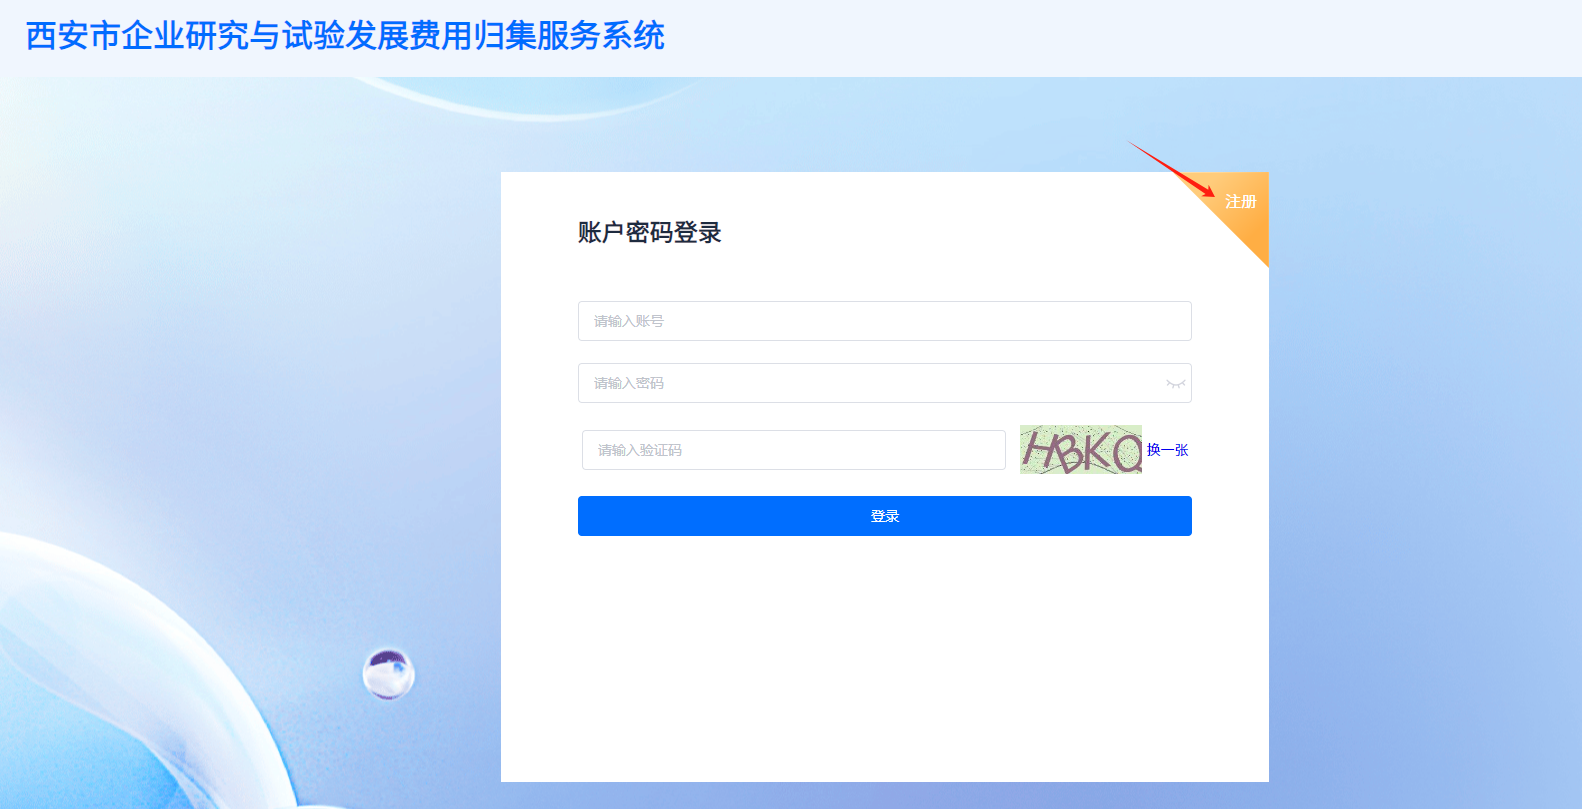 西安市企业研究与试验发展费用归集服务系统
注册
账户密码登录
请输入账号
请输入密码
请输入验证码
HBKQ 换一张
登录